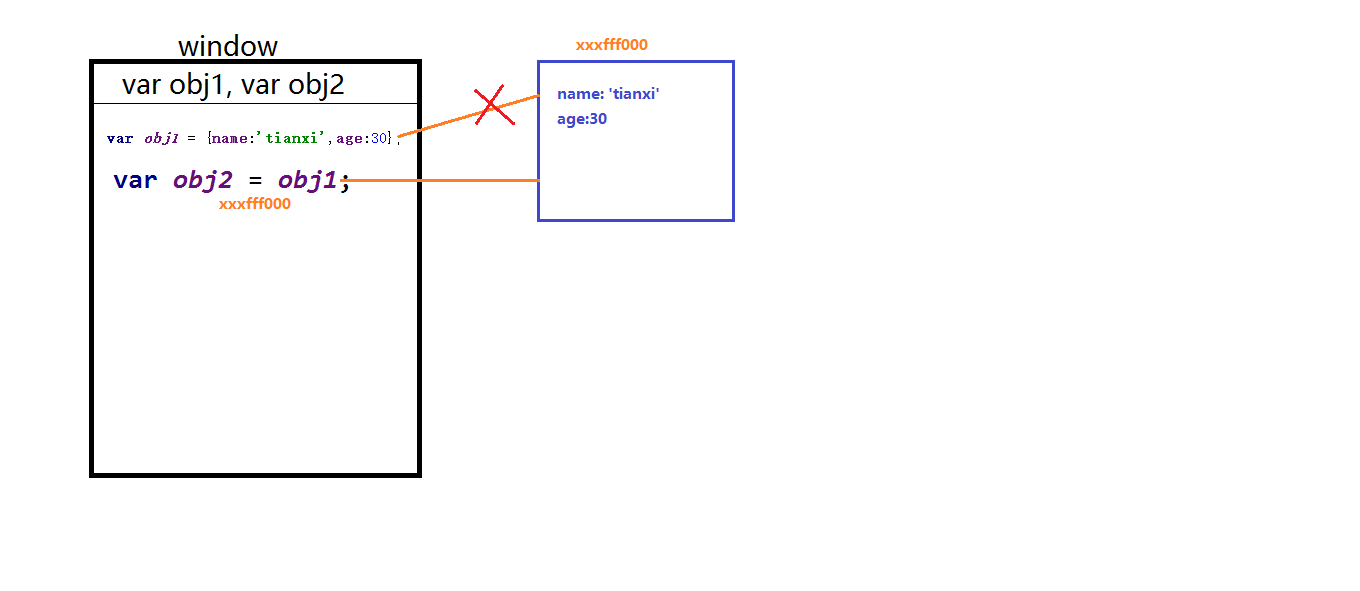 window
xxxfff000
var obj1, var obj2
name: 'tianxi'
age:30
var obj1 = {name:'tianxi',age:30};
var obj2 = obj1;
xxxfff000